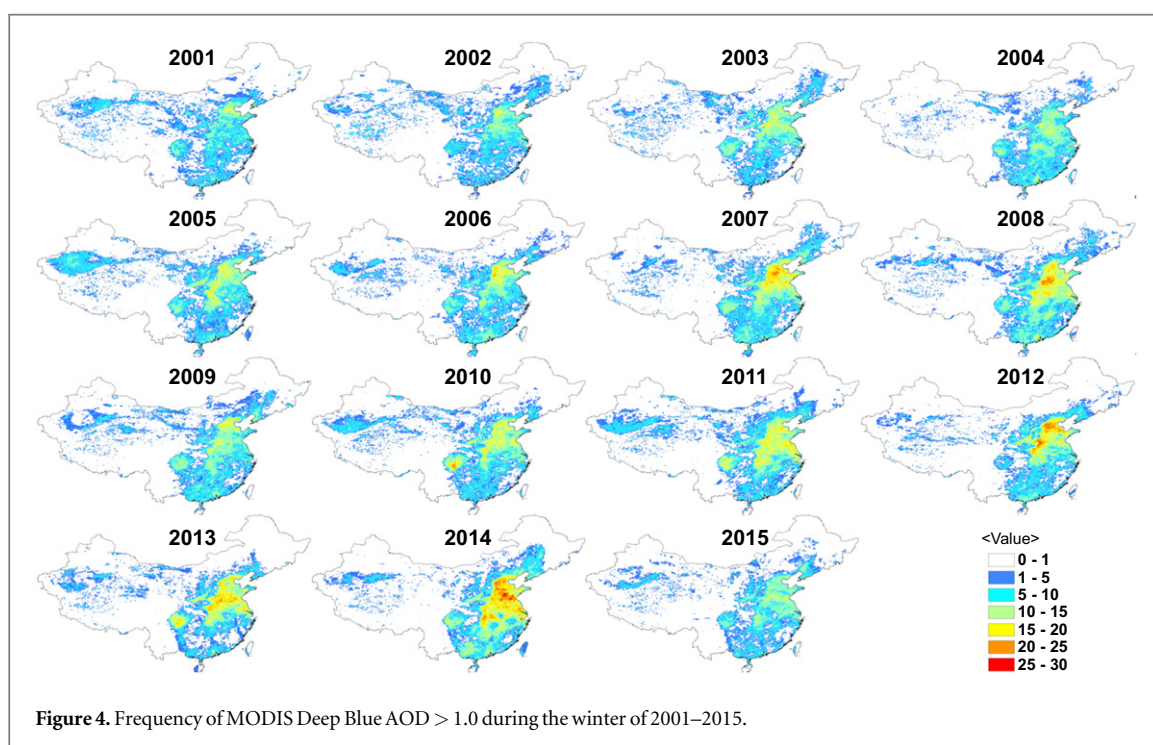 2001 2002 2003 2004
2005 2006 2007 2008
2009 2010 2011 2012
2013 2014 2015
<Value>
0 - 1
1 - 5
5 - 10
10 - 15
15 - 20
20 - 25
25 - 30
Figure 4. Frequency of MODIS Deep Blue AOD > 1.0 during the winter of 2001–2015.